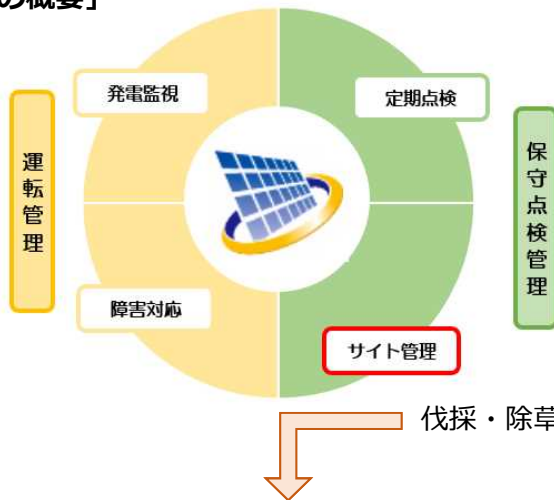 の概要」
発電監視
定期点検
運転管理
保守点検管理
障害対応
サイト管理
伐採・除草